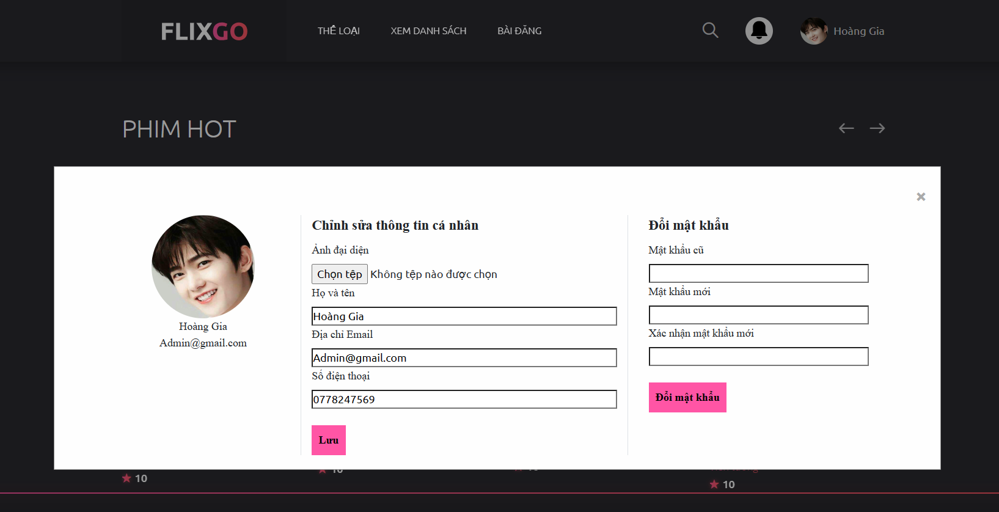 FLIXGO
THỂ LOẠI
XEM DANH SÁCH
BÀI ĐĂNG
Hoàng Gia
PHIM HOT
Hoàng Gia
Admin@gmail.com
Chỉnh sửa thông tin cá nhân
Ảnh đại diện
Chọn tệp Không tệp nào được chọn
Họ và tên
Hoàng Gia
Địa chỉ Email
Admin@gmail.com
Số điện thoại
0778247569
Lưu
Đổi mật khẩu
Mật khẩu cũ
Mật khẩu mới
Xác nhận mật khẩu mới
Đổi mật khẩu
10
10
10